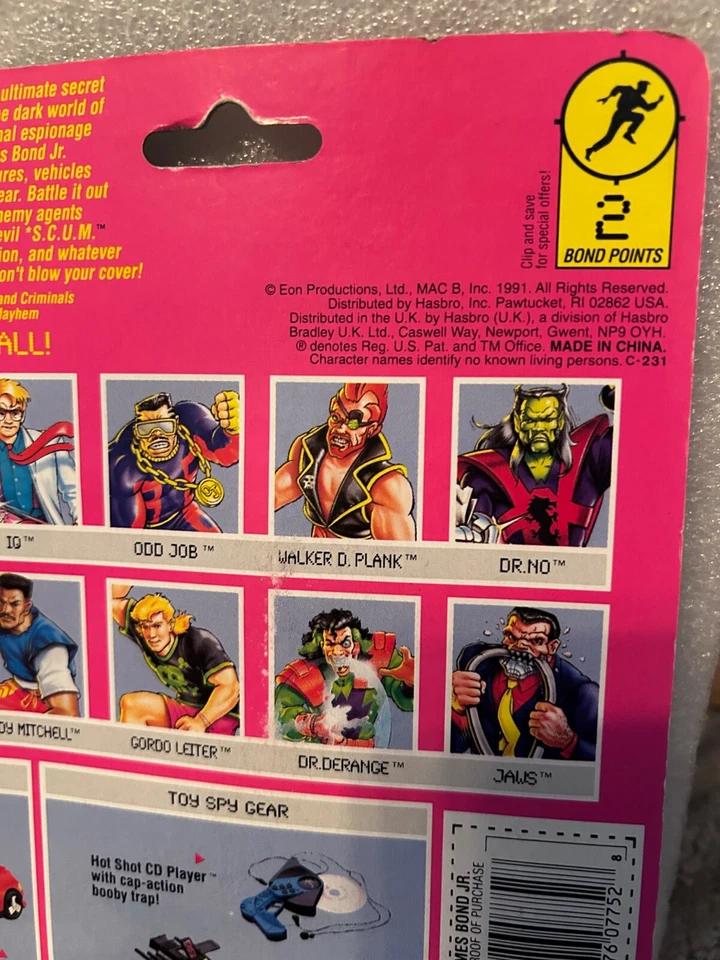 ultimate secret
e dark world of
nal espionage
s Bond Jr.
ures, vehicles
ear. Battle it out
nemy agents
evil *S.C.U.M.™
ion, and whatever
on't blow your cover!
and Criminals
Mayhem
ALL!
Clip and save
for special offers!
2
BOND POINTS
© Eon Productions, Ltd., MAC B, Inc. 1991. All Rights Reserved.
Distributed by Hasbro, Inc. Pawtucket, RI 02862 USA.
Distributed in the U.K. by Hasbro (U.K.), a division of Hasbro
Bradley U.K. Ltd., Caswell Way, Newport, Gwent, NP9 OYH.
® denotes Reg. U.S. Pat. and TM Office. MADE IN CHINA.
Character names identify no known living persons. C-231
IQ™
ODD JOB™
WALKER D. PLANK™
DR.NO™
DY MITCHELL™
GORDO LEITER™
DR.DERANGE™
JAWS™
TOY SPY GEAR
Hot Shot CD Player™
with cap-action
booby trap!
MES BOND JR.
ROOF OF PURCHASE
76 07752
8